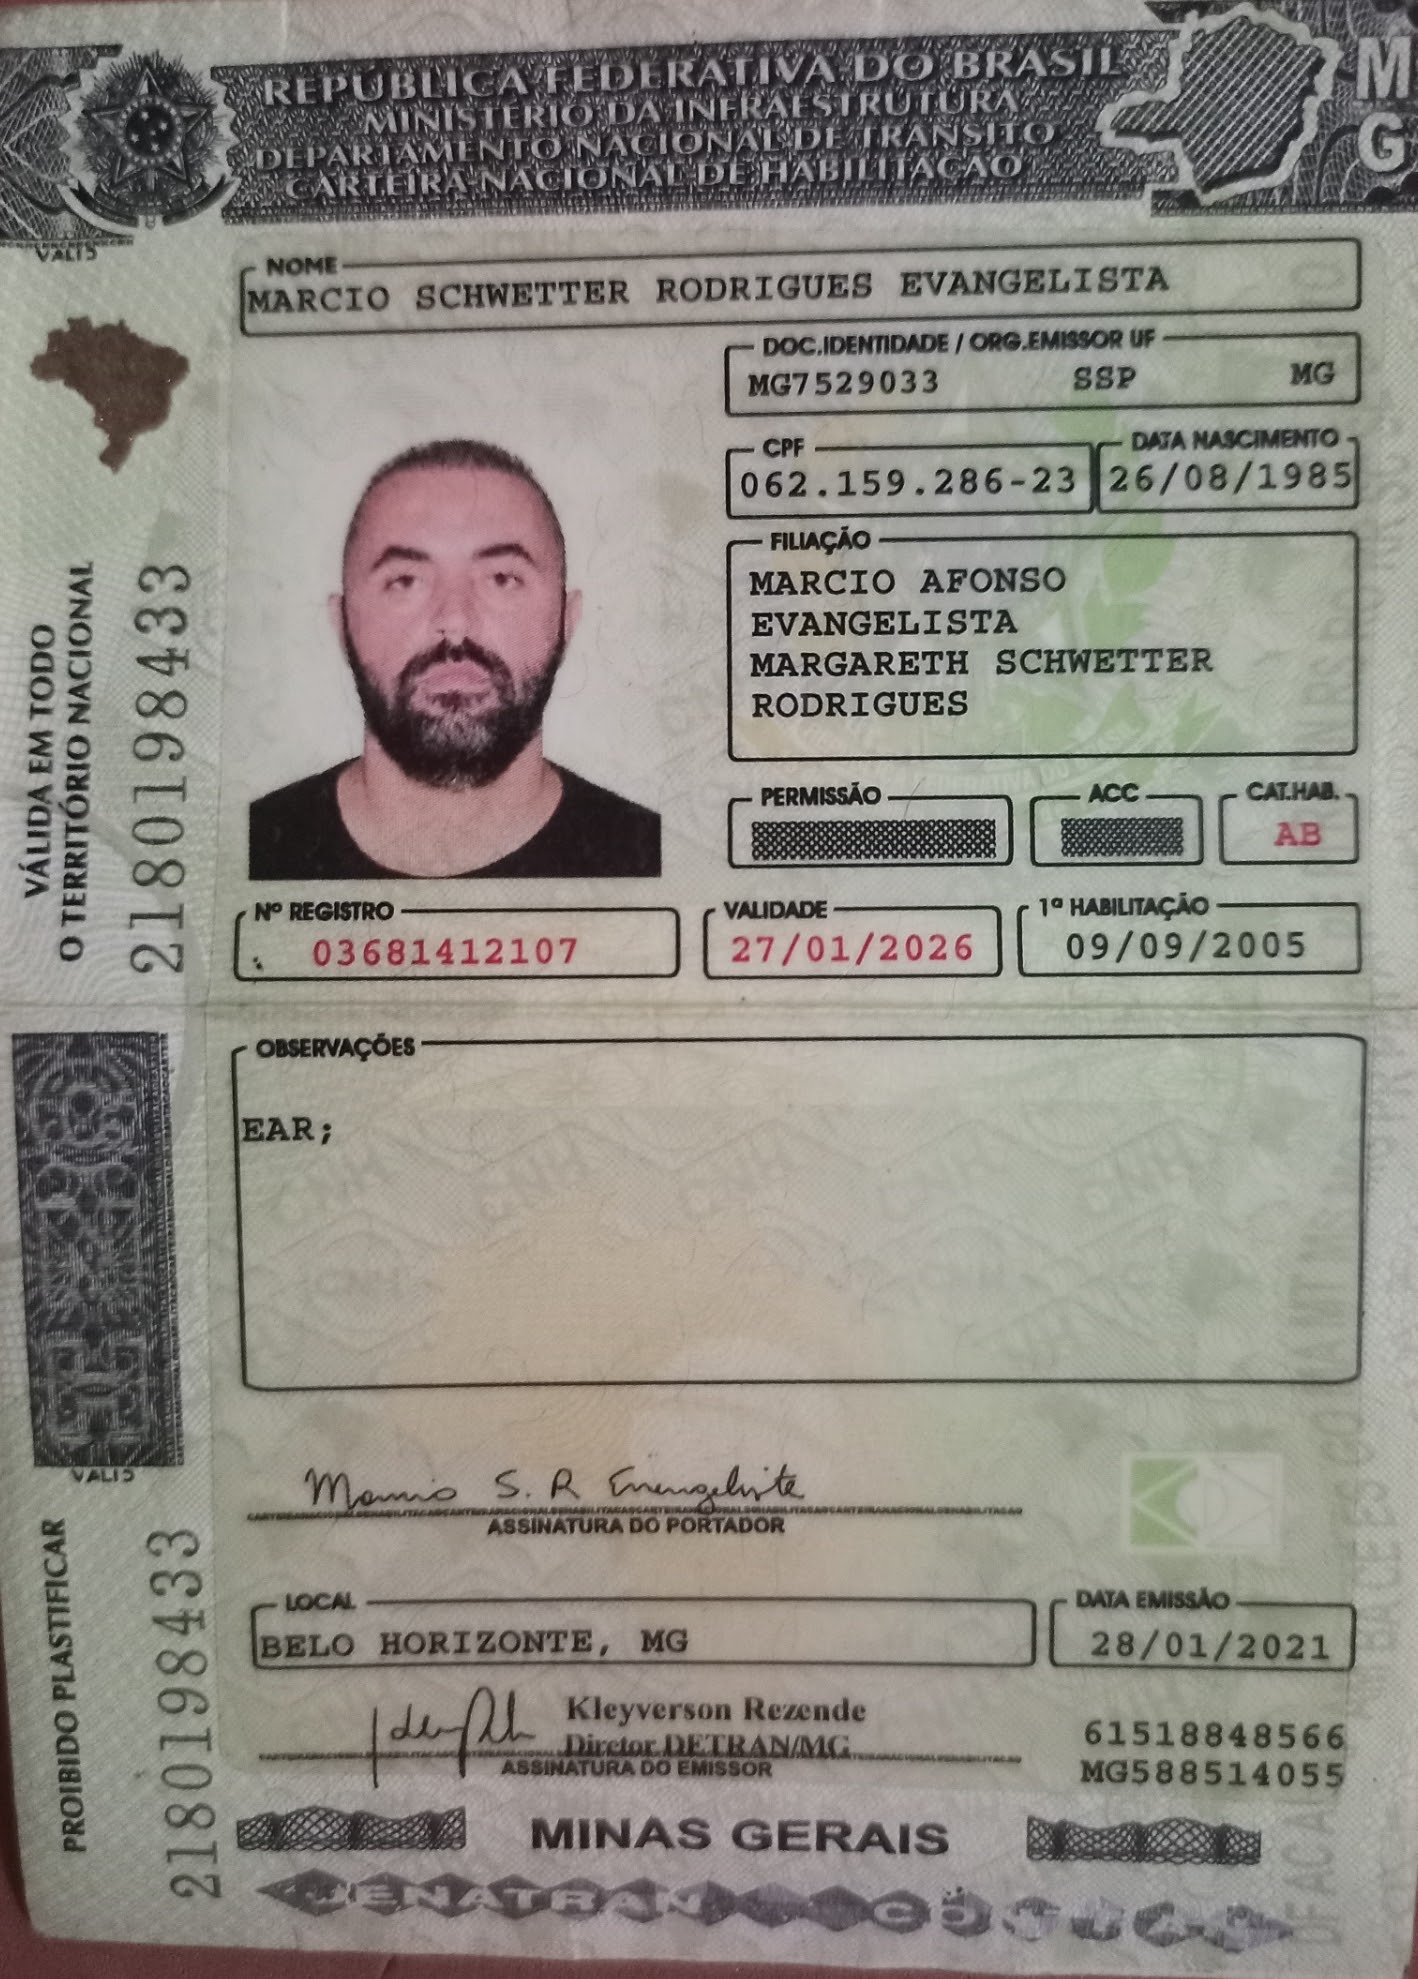 REPÚBLICA FEDERATIVA DO BRASIL
MINISTÉRIO DA INFRAESTRUTURA
DEPARTAMENTO NACIONAL DE TRÂNSITO
CARTEIRA NACIONAL DE HABILITAÇÃO
M
G
NOME
MARCIO SCHWETTER RODRIGUES EVANGELISTA
DOC.IDENTIDADE / ORG.EMISSOR UF
MG7529033 SSP MG
CPF
062.159.286-23
DATA NASCIMENTO
26/08/1985
FILIAÇÃO
MARCIO AFONSO
EVANGELISTA
MARGARETH SCHWETTER
RODRIGUES
PERMISSÃO
ACC
CAT.HAB.
AB
Nº REGISTRO
03681412107
VALIDADE
27/01/2026
1ª HABILITAÇÃO
09/09/2005
VÁLIDA EM TODO
O TERRITÓRIO NACIONAL
2180198433
OBSERVAÇÕES
EAR;
Marcio S. R Evangelista
ASSINATURA DO PORTADOR
LOCAL
BELO HORIZONTE, MG
DATA EMISSÃO
28/01/2021
Kleyverson Rezende
Diretor DETRAN/MG
ASSINATURA DO EMISSOR
61518848566
MG588514055
PROIBIDO PLASTIFICAR
2180198433
MINAS GERAIS
DENATRAN CONTRAN